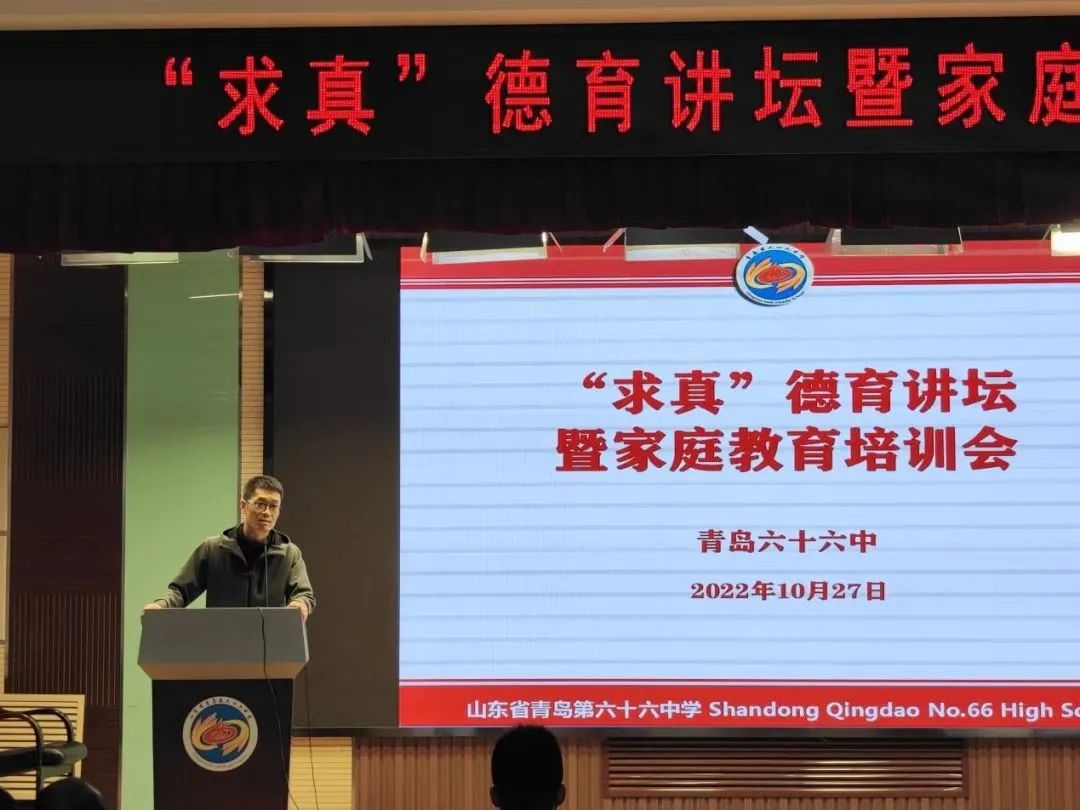 “求真”德育讲坛暨家庭
“求真”德育讲坛
暨家庭教育培训会
青岛六十六中
2022年10月27日
山东省青岛第六十六中学 Shandong Qingdao No.66 High Sc